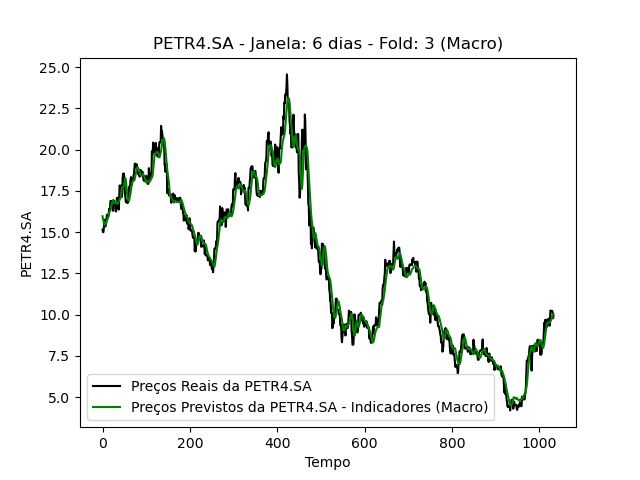 PETR4.SA - Janela: 6 dias - Fold: 3 (Macro)
25.0
22.5
20.0
17.5
15.0
12.5
10.0
7.5
5.0
PETR4.SA
Preços Reais da PETR4.SA
Preços Previstos da PETR4.SA - Indicadores (Macro)
0 200 400 600 800 1000
Tempo